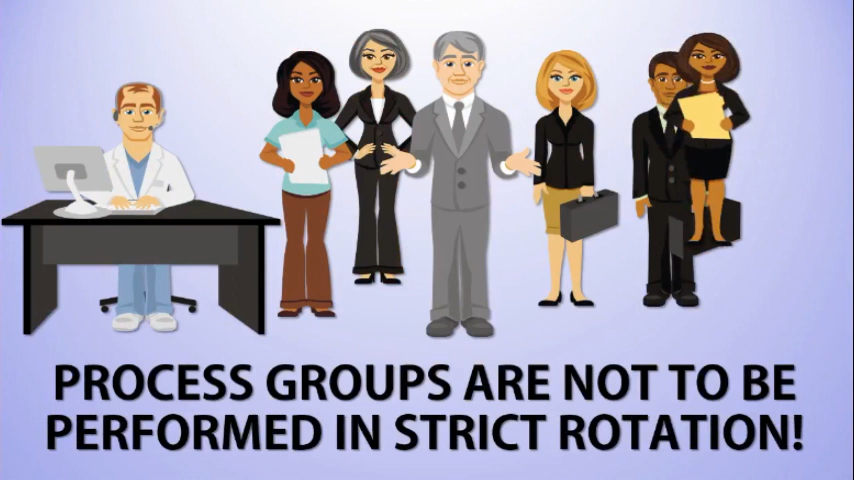 PROCESS GROUPS ARE NOT TO BE
PERFORMED IN STRICT ROTATION!